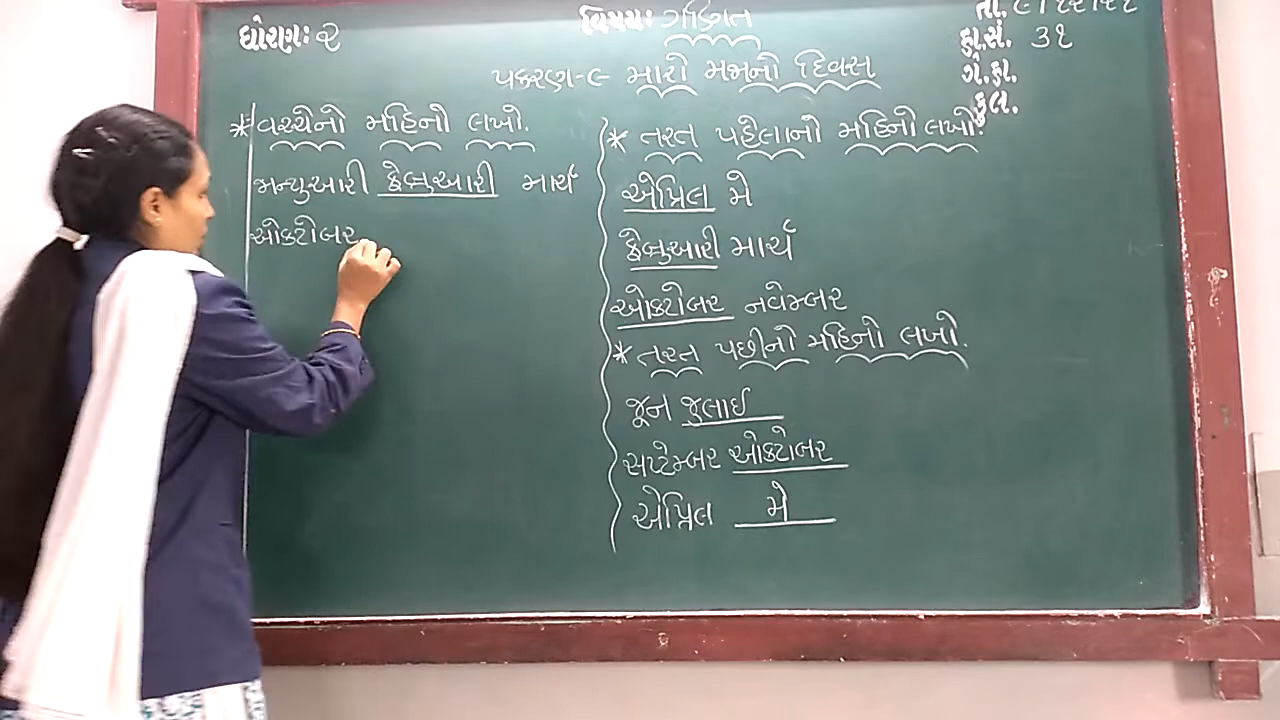 ધોરણઃ ૨
વિષયઃ ગણિત
તા.
હા.સં. ૩૧
ગે.હા.
કુલ.
પ્રકરણ-૯ મારો મજાનો દિવસ
* વચ્ચેનો મહિનો લખો.
જાન્યુઆરી ફેબ્રુઆરી માર્ચ
ઓક્ટોબર
* તરત પહેલાનો મહિનો લખો.
એપ્રિલ મે
ફેબ્રુઆરી માર્ચ
ઓક્ટોબર નવેમ્બર
* તરત પછીનો મહિનો લખો.
જૂન જુલાઈ
સપ્ટેમ્બર ઓક્ટોબર
એપ્રિલ મે